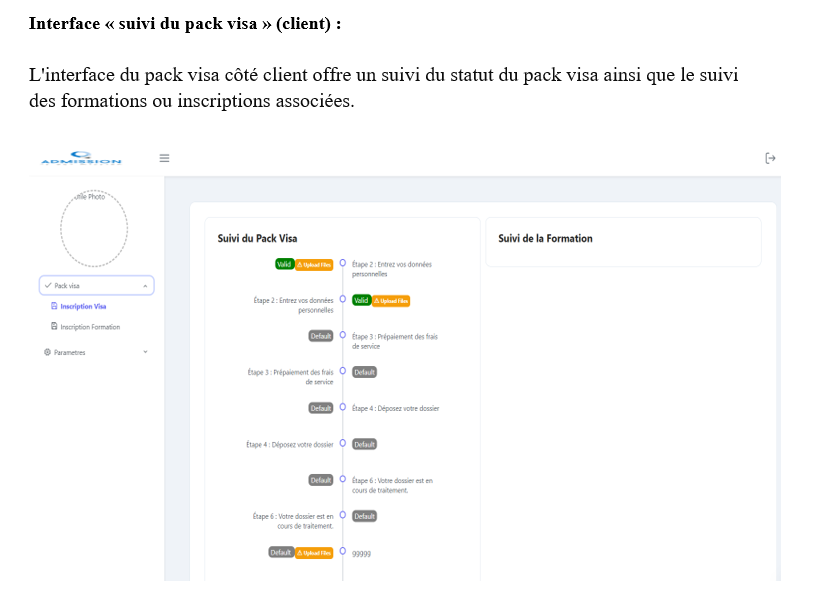 Interface « suivi du pack visa » (client) :
L'interface du pack visa côté client offre un suivi du statut du pack visa ainsi que le suivi
des formations ou inscriptions associées.
ADMISSION
Photo
Pack visa
Inscription Visa
Inscription Formation
Parametres
Suivi du Pack Visa
Valid Upload Files Étape 2 : Entrez vos données
personnelles
Étape 2 : Entrez vos données Valid Upload Files
personnelles
Default Étape 3 : Prépaiement des frais
de service
Étape 3 : Prépaiement des frais Default
de service
Default Étape 4 : Déposez votre dossier
Étape 4 : Déposez votre dossier Default
Default Étape 6 : Votre dossier est en
cours de traitement.
Étape 6 : Votre dossier est en Default
cours de traitement.
Default Upload Files 99999
Suivi de la Formation